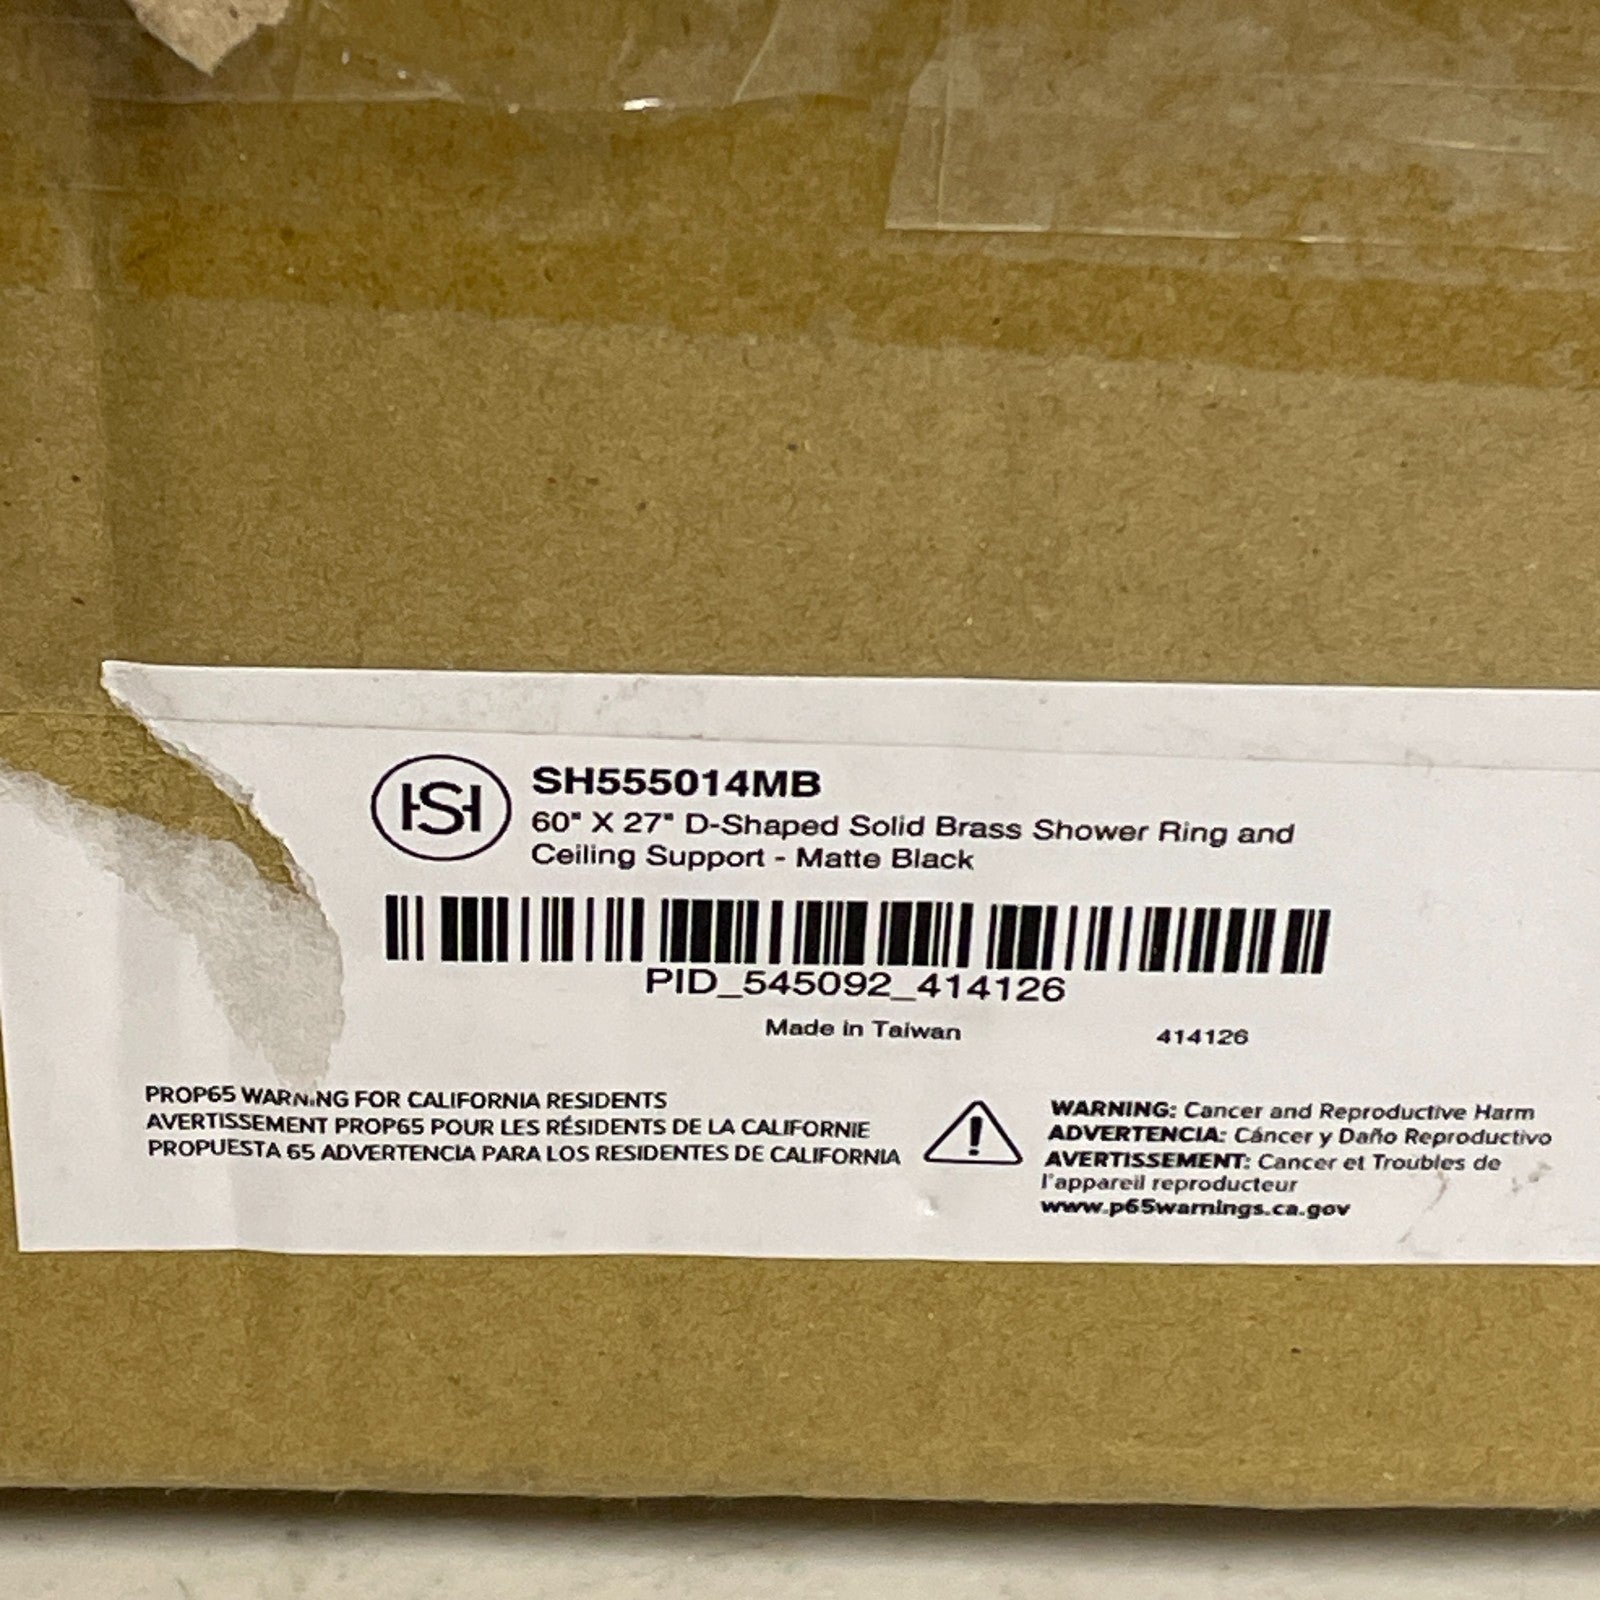 SH
SH555014MB
60" X 27" D-Shaped Solid Brass Shower Ring and
Ceiling Support - Matte Black
PID_545092_414126
Made in Taiwan
414126
PROP65 WARNING FOR CALIFORNIA RESIDENTS
AVERTISSEMENT PROP65 POUR LES RÉSIDENTS DE LA CALIFORNIE
PROPUESTA 65 ADVERTENCIA PARA LOS RESIDENTES DE CALIFORNIA
WARNING: Cancer and Reproductive Harm
ADVERTENCIA: Cáncer y Daño Reproductivo
AVERTISSEMENT: Cancer et Troubles de
l'appareil reproducteur
www.p65warnings.ca.gov